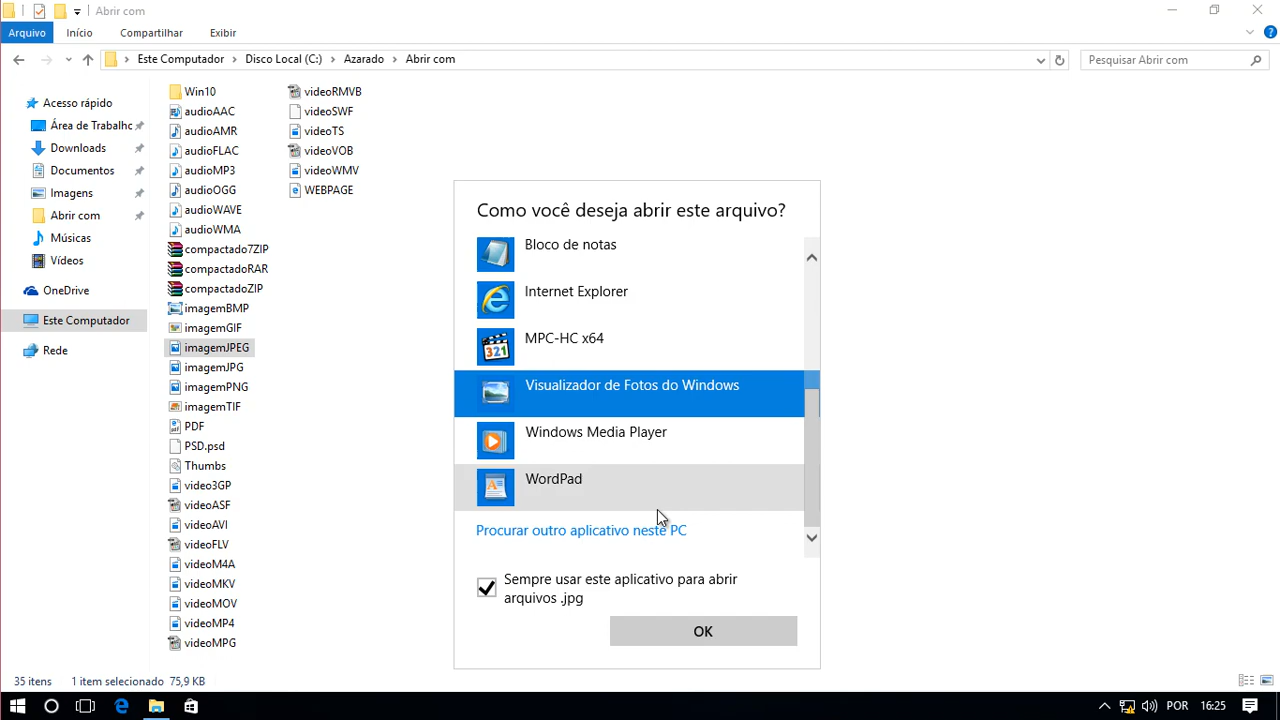 Abrir com
Arquivo
Início
Compartilhar
Exibir
Este Computador
Disco Local (C:)
Azarado
Abrir com
Pesquisar Abrir com
Acesso rápido
Área de Trabalhc
Downloads
Documentos
Imagens
Abrir com
Músicas
Vídeos
OneDrive
Este Computador
Rede
Win10
audioAAC
audioAMR
audioFLAC
audioMP3
audioOGG
audioWAVE
audioWMA
compactado7ZIP
compactadoRAR
compactadoZIP
imagemBMP
imagemGIF
imagemJPEG
imagemJPG
imagemPNG
imagemTIF
PDF
PSD.psd
Thumbs
video3GP
videoASF
videoAVI
videoFLV
videoM4A
videoMKV
videoMOV
videoMP4
videoMPG
videoRMVB
videoSWF
videoTS
videoVOB
videoWMV
WEBPAGE
Como você deseja abrir este arquivo?
Bloco de notas
Internet Explorer
321
MPC-HC x64
Visualizador de Fotos do Windows
Windows Media Player
WordPad
Procurar outro aplicativo neste PC
Sempre usar este aplicativo para abrir
arquivos .jpg
OK
35 itens
1 item selecionado 75,9 KB
POR
16:25